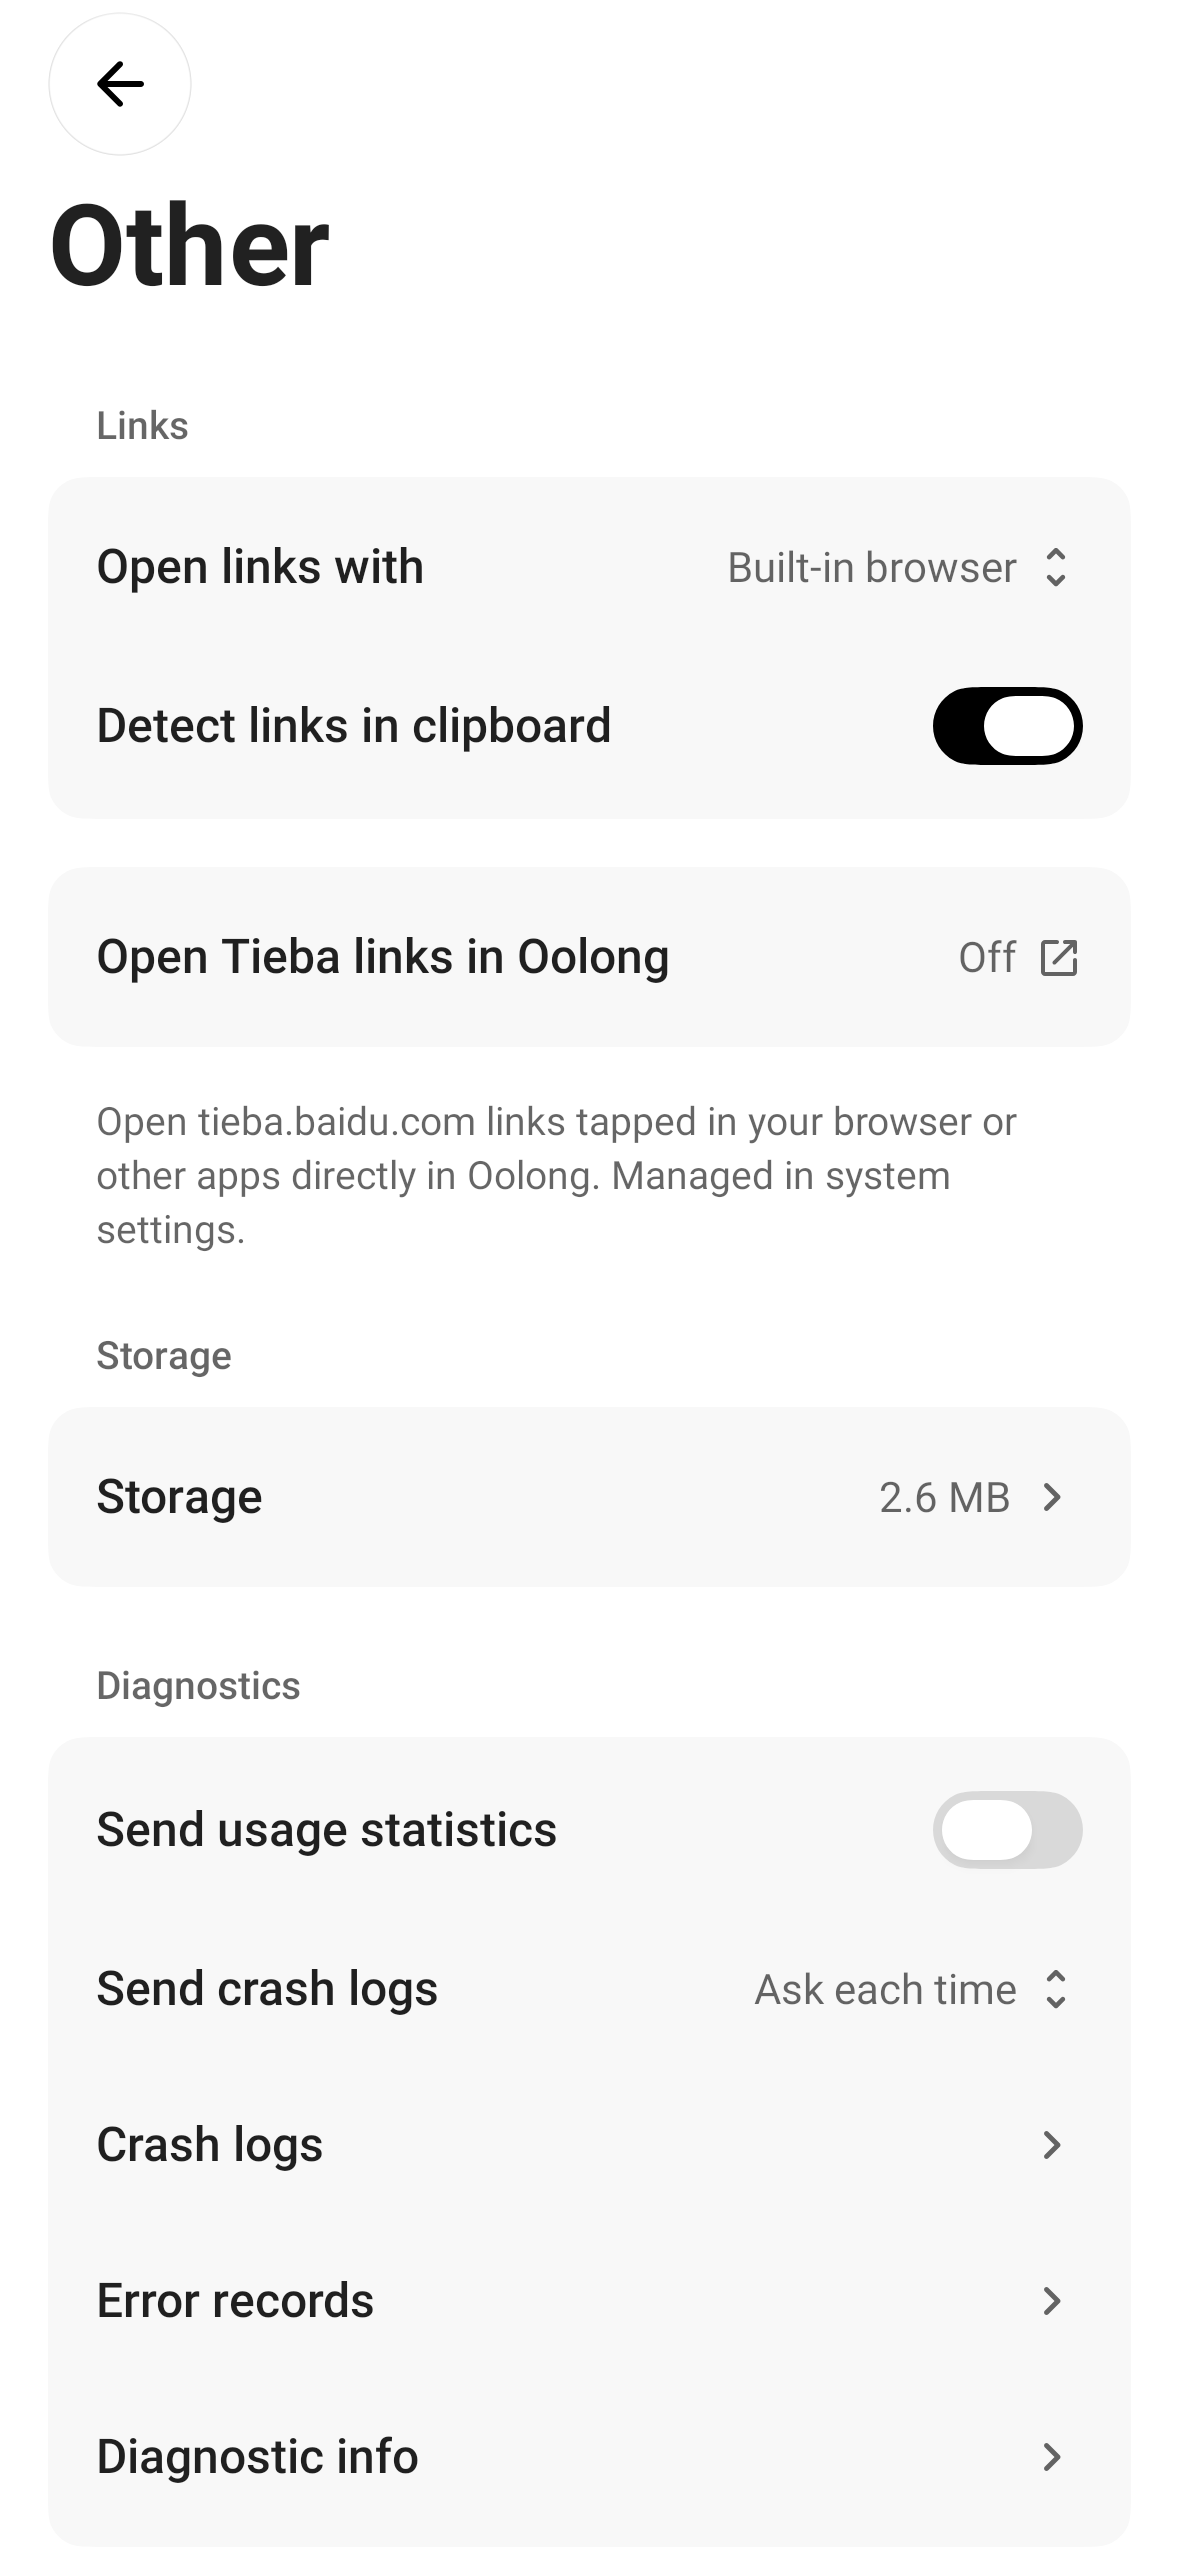 Other
Links
Open links with Built-in browser
Detect links in clipboard
Open Tieba links in Oolong Off
Open tieba.baidu.com links tapped in your browser or
other apps directly in Oolong. Managed in system
settings.
Storage
Storage 2.6 MB
Diagnostics
Send usage statistics
Send crash logs Ask each time
Crash logs
Error records
Diagnostic info